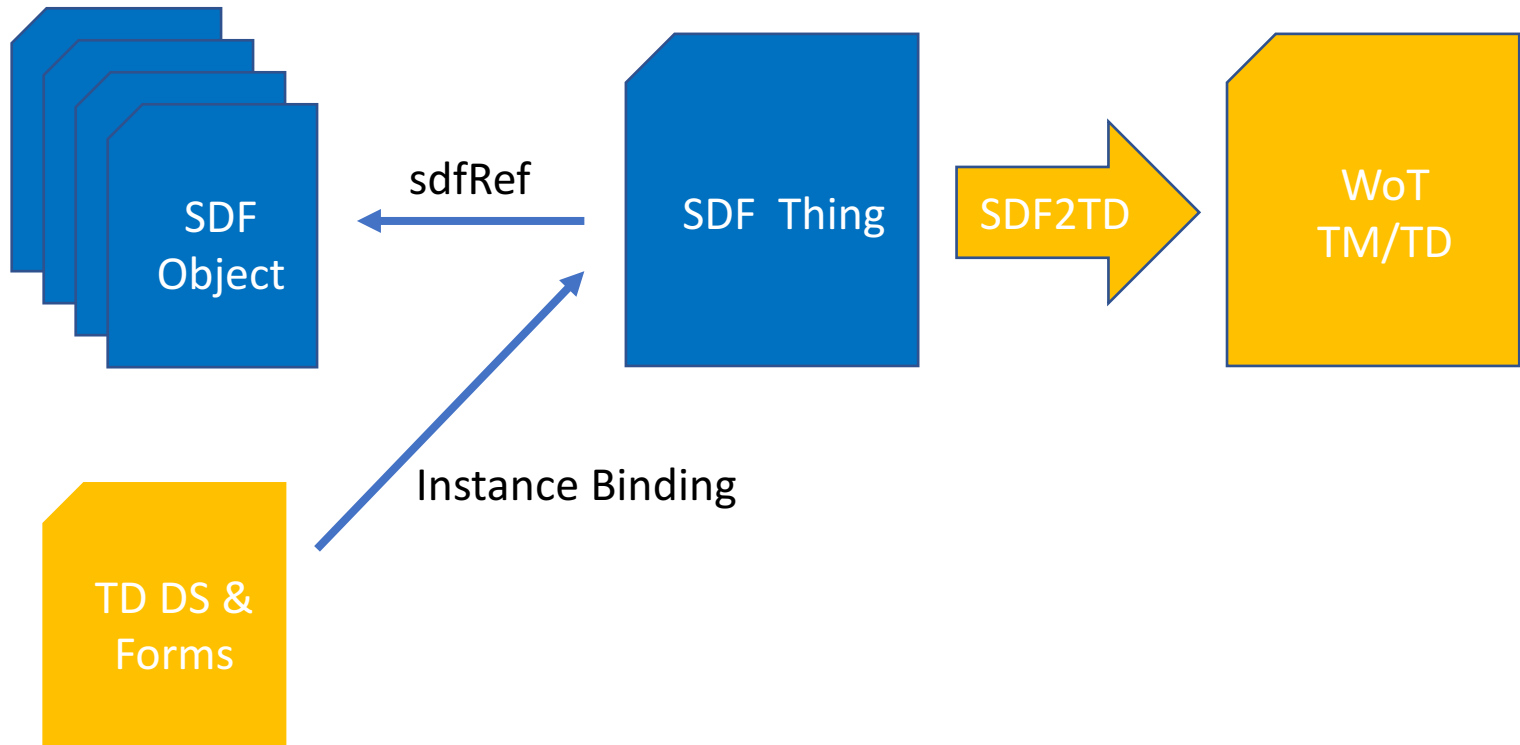 sdfRef
SDF
Object
SDF Thing
SDF2TD
WoT
TM/TD
Instance Binding
TD DS &
Forms